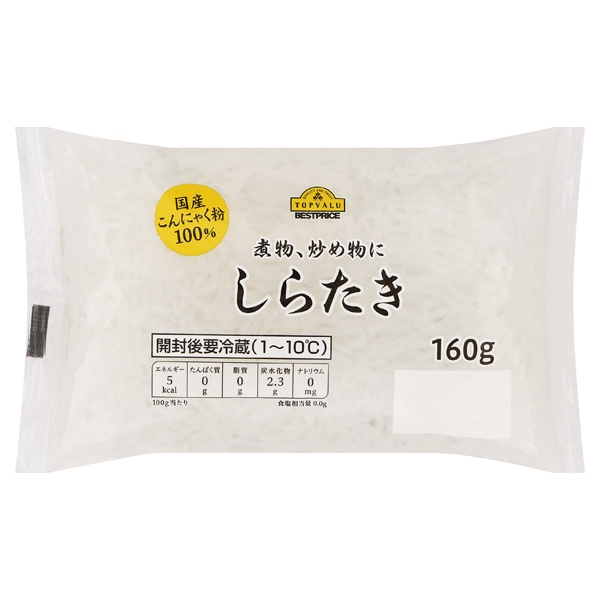 国産
こんにゃく粉
100%
QUALITY AND TRUST
TOPVALU
BESTPRICE
煮物、炒め物に
しらたき
開封後要冷蔵(1~10℃)
160g
エネルギー たんぱく質 脂質 炭水化物 ナトリウム
5 0 0 2.3 0
kcal g g g mg
100g当たり 食塩相当量 0.0g